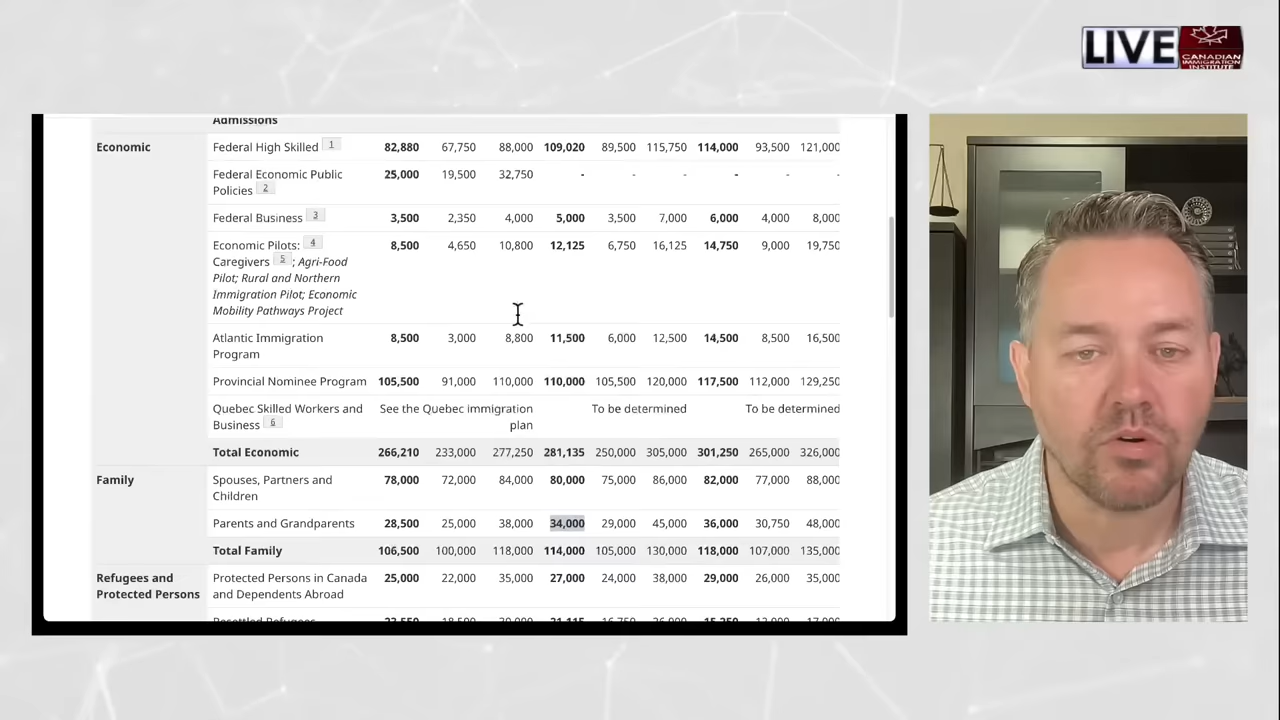 LIVE
CANADIAN
IMMIGRATION
INSTITUTE
Admissions
Economic Federal High Skilled 1 82,880 67,750 88,000 109,020 89,500 115,750 114,000 93,500 121,000
Federal Economic Public
Policies 2 25,000 19,500 32,750 - - - - - -
Federal Business 3 3,500 2,350 4,000 5,000 3,500 7,000 6,000 4,000 8,000
Economic Pilots: 4 8,500 4,650 10,800 12,125 6,750 16,125 14,750 9,000 19,750
Caregivers 5 ; Agri-Food
Pilot; Rural and Northern
Immigration Pilot; Economic
Mobility Pathways Project
Atlantic Immigration 8,500 3,000 8,800 11,500 6,000 12,500 14,500 8,500 16,500
Program
Provincial Nominee Program 105,500 91,000 110,000 110,000 105,500 120,000 117,500 112,000 129,250
Quebec Skilled Workers and See the Quebec immigration To be determined To be determined
Business 6 plan
Total Economic 266,210 233,000 277,250 281,135 250,000 305,000 301,250 265,000 326,000
Family Spouses, Partners and 78,000 72,000 84,000 80,000 75,000 86,000 82,000 77,000 88,000
Children
Parents and Grandparents 28,500 25,000 38,000 34,000 29,000 45,000 36,000 30,750 48,000
Total Family 106,500 100,000 118,000 114,000 105,000 130,000 118,000 107,000 135,000
Refugees and Protected Persons in Canada 25,000 22,000 35,000 27,000 24,000 38,000 29,000 26,000 35,000
Protected Persons and Dependents Abroad